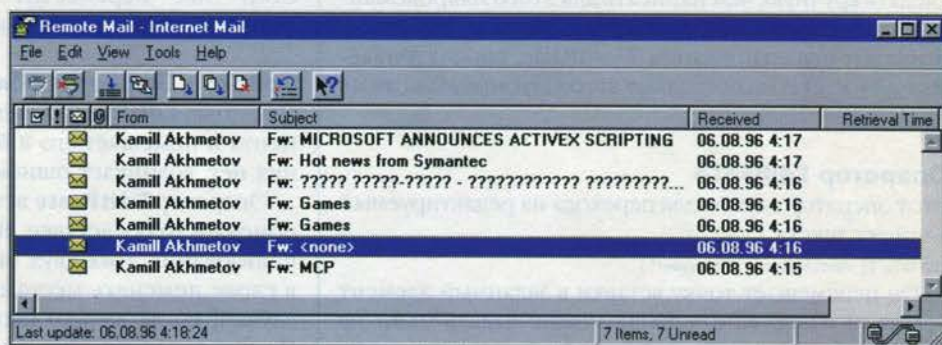 Remote Mail - Internet Mail
File Edit View Tools Help
! From Subject Received Retrieval Time
Kamill Akhmetov Fw: MICROSOFT ANNOUNCES ACTIVEX SCRIPTING 06.08.96 4:17
Kamill Akhmetov Fw: Hot news from Symantec 06.08.96 4:17
Kamill Akhmetov Fw: ????? ?????-????? - ???????????? ?????????... 06.08.96 4:16
Kamill Akhmetov Fw: Games 06.08.96 4:16
Kamill Akhmetov Fw: Games 06.08.96 4:16
Kamill Akhmetov Fw: <none> 06.08.96 4:16
Kamill Akhmetov Fw: MCP 06.08.96 4:15
Last update: 06.08.96 4:18:24 7 Items, 7 Unread